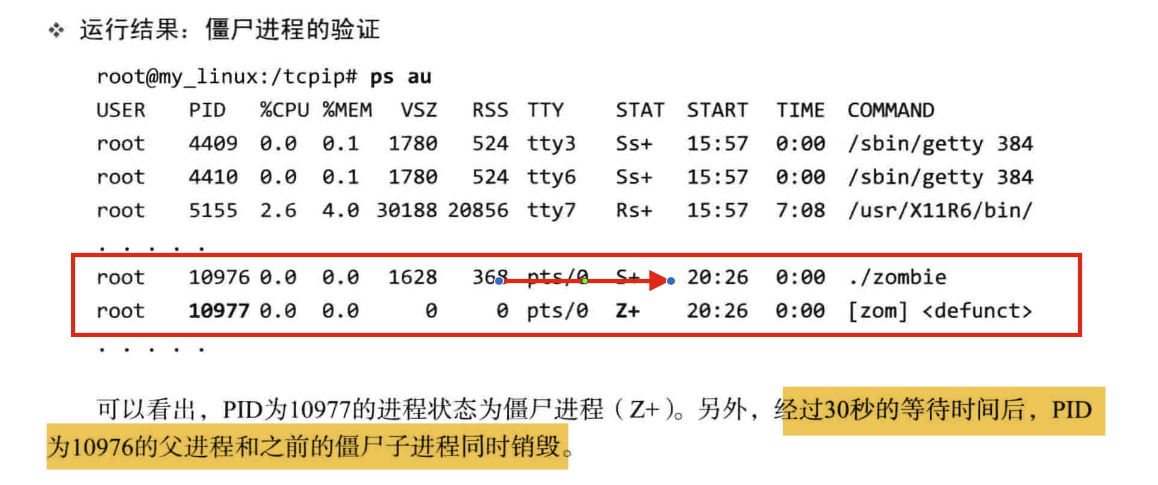 ❖ 运行结果：僵尸进程的验证
root@my_linux:/tcpip# ps au
USER PID %CPU %MEM VSZ RSS TTY STAT START TIME COMMAND
root 4409 0.0 0.1 1780 524 tty3 Ss+ 15:57 0:00 /sbin/getty 384
root 4410 0.0 0.1 1780 524 tty6 Ss+ 15:57 0:00 /sbin/getty 384
root 5155 2.6 4.0 30188 20856 tty7 Rs+ 15:57 7:08 /usr/X11R6/bin/
. . . . .
root 10976 0.0 0.0 1628 368 pts/0 S+ 20:26 0:00 ./zombie
root 10977 0.0 0.0 0 0 pts/0 Z+ 20:26 0:00 [zom] <defunct>
. . . . .
可以看出，PID为10977的进程状态为僵尸进程（Z+）。另外，经过30秒的等待时间后，PID
为10976的父进程和之前的僵尸子进程同时销毁。